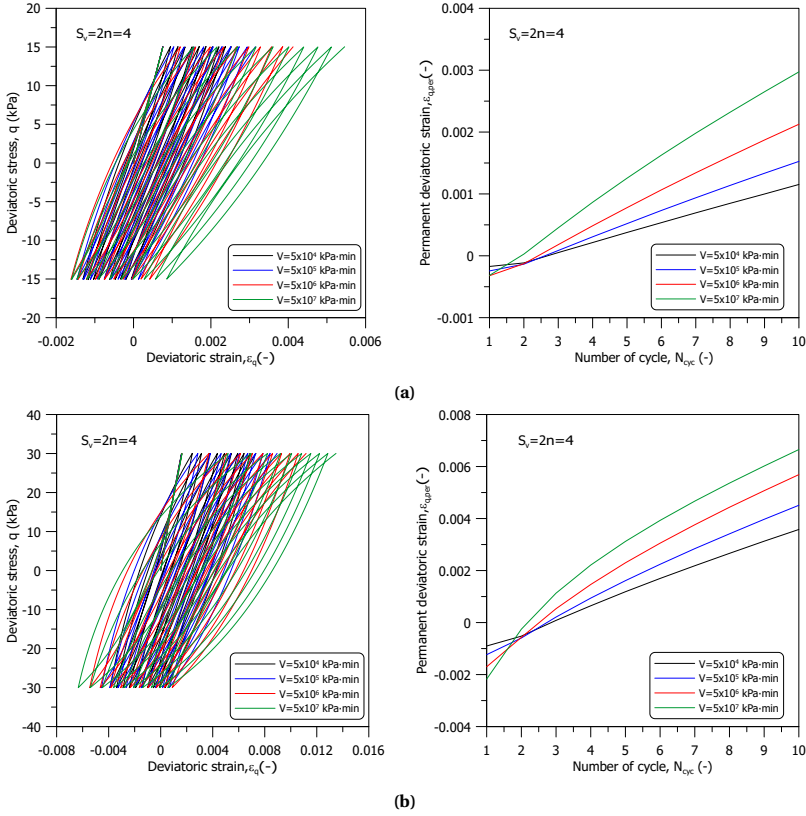 S_v=2n=4
Deviatoric stress, q (kPa)
20
15
10
5
0
-5
-10
-15
-20
V=5x10⁴ kPa·min
V=5x10⁵ kPa·min
V=5x10⁶ kPa·min
V=5x10⁷ kPa·min
-0.002 0 0.002 0.004 0.006
Deviatoric strain,ε_q(-)
S_v=2n=4
Permanent deviatoric strain,ε_q,per(-)
0.004
0.003
0.002
0.001
0
-0.001
V=5x10⁴ kPa·min
V=5x10⁵ kPa·min
V=5x10⁶ kPa·min
V=5x10⁷ kPa·min
1 2 3 4 5 6 7 8 9 10
Number of cycle, N_cyc (-)
(a)
S_v=2n=4
Deviatoric stress, q (kPa)
40
30
20
10
0
-10
-20
-30
-40
V=5x10⁴ kPa·min
V=5x10⁵ kPa·min
V=5x10⁶ kPa·min
V=5x10⁷ kPa·min
-0.008 -0.004 0 0.004 0.008 0.012 0.016
Deviatoric strain,ε_q(-)
S_v=2n=4
Permanent deviatoric strain,ε_q,per(-)
0.008
0.006
0.004
0.002
0
-0.002
-0.004
V=5x10⁴ kPa·min
V=5x10⁵ kPa·min
V=5x10⁶ kPa·min
V=5x10⁷ kPa·min
1 2 3 4 5 6 7 8 9 10
Number of cycle, N_cyc (-)
(b)